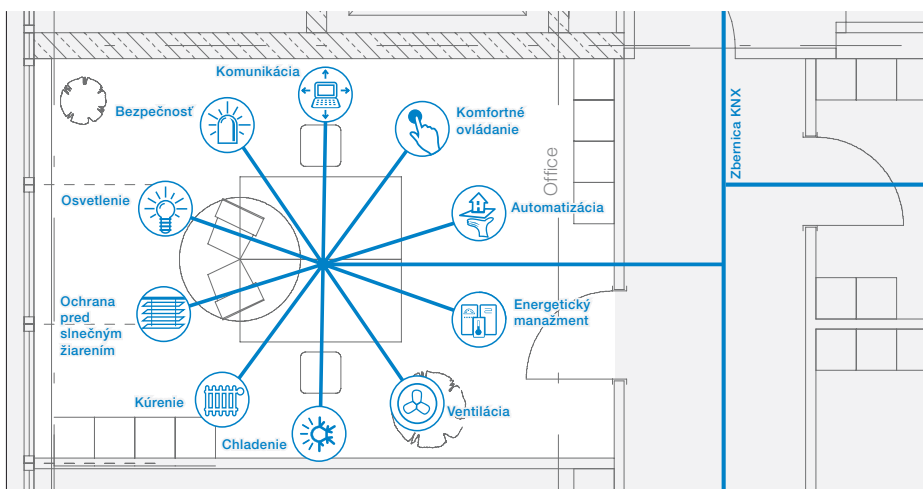 Komunikácia
Bezpečnosť
Komfortné
ovládanie
Zbernica KNX
Office
Osvetlenie
Automatizácia
Ochrana
pred
slnečným
žiarením
Energetický
manažment
Kúrenie
Ventilácia
Chladenie